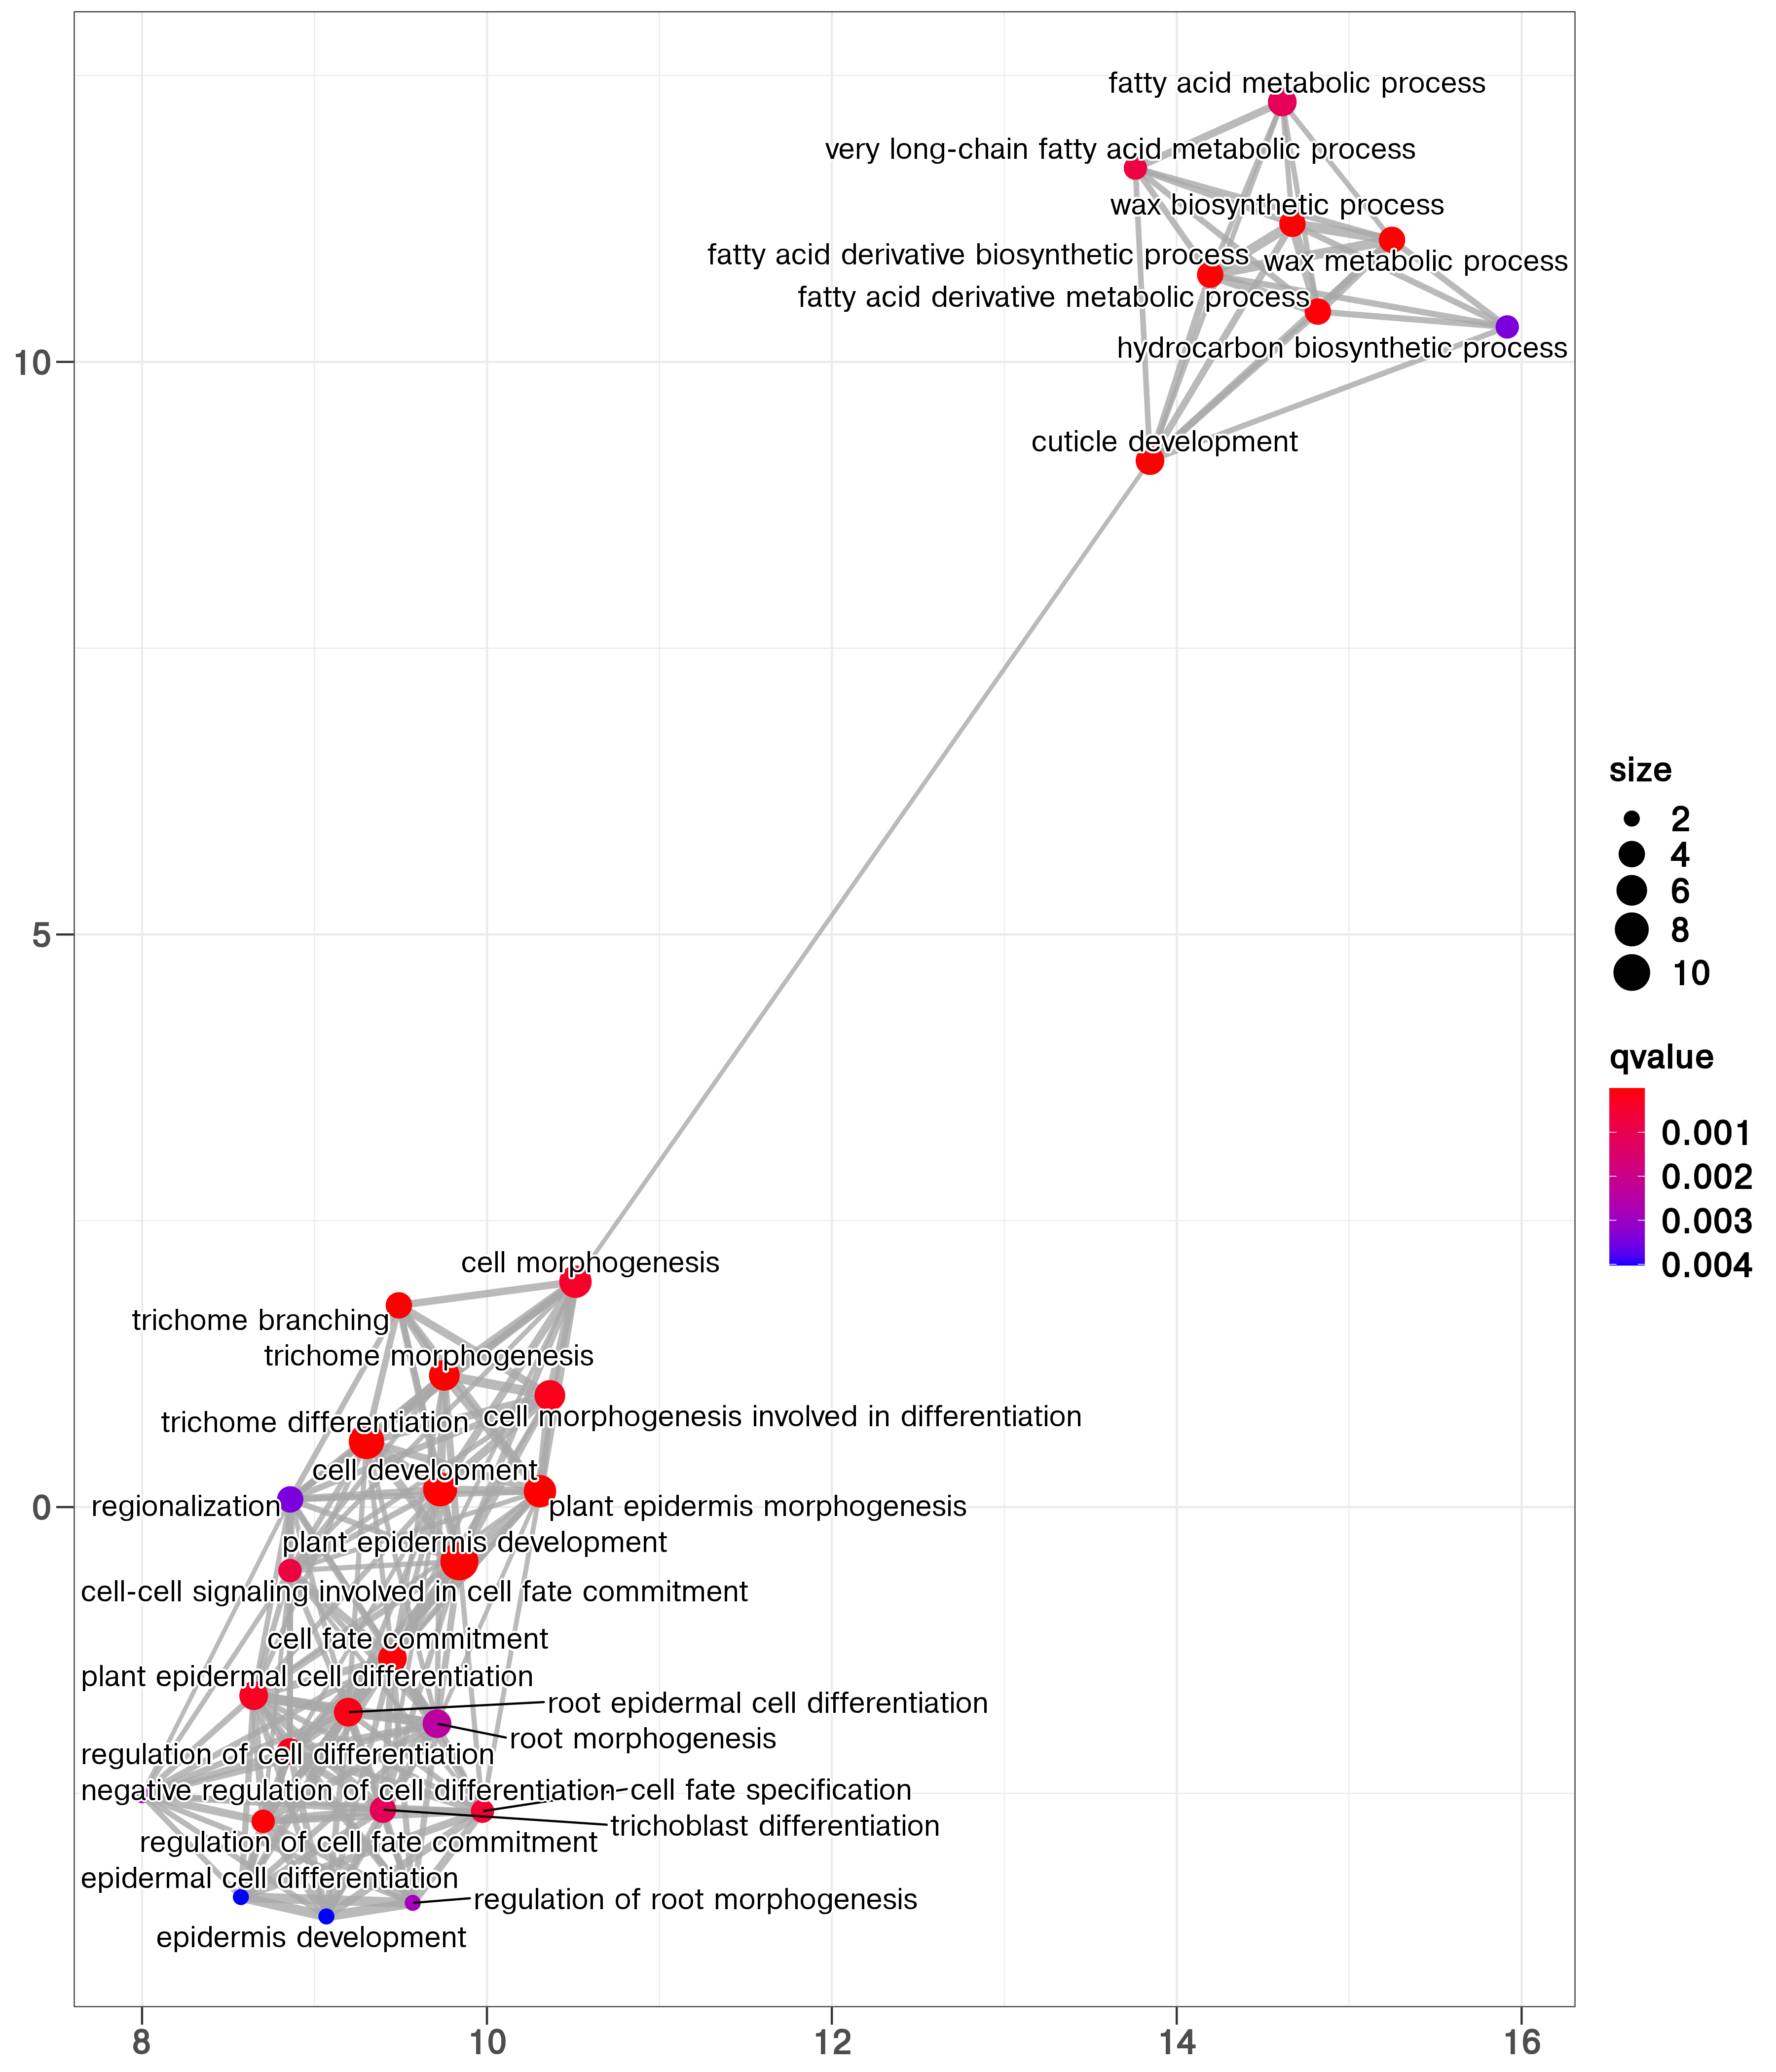 fatty acid metabolic process
very long-chain fatty acid metabolic process
wax biosynthetic process
fatty acid derivative biosynthetic process
wax metabolic process
fatty acid derivative metabolic process
hydrocarbon biosynthetic process
10
cuticle development
size
2
4
6
8
10
5
qvalue
0.001
0.002
0.003
0.004
cell morphogenesis
trichome branching
trichome morphogenesis
cell morphogenesis involved in differentiation
trichome differentiation
cell development
regionalization
plant epidermis morphogenesis
0
plant epidermis development
cell-cell signaling involved in cell fate commitment
cell fate commitment
plant epidermal cell differentiation
root epidermal cell differentiation
root morphogenesis
regulation of cell differentiation
negative regulation of cell differentiation
cell fate specification
trichoblast differentiation
regulation of cell fate commitment
epidermal cell differentiation
regulation of root morphogenesis
epidermis development
8
10
12
14
16